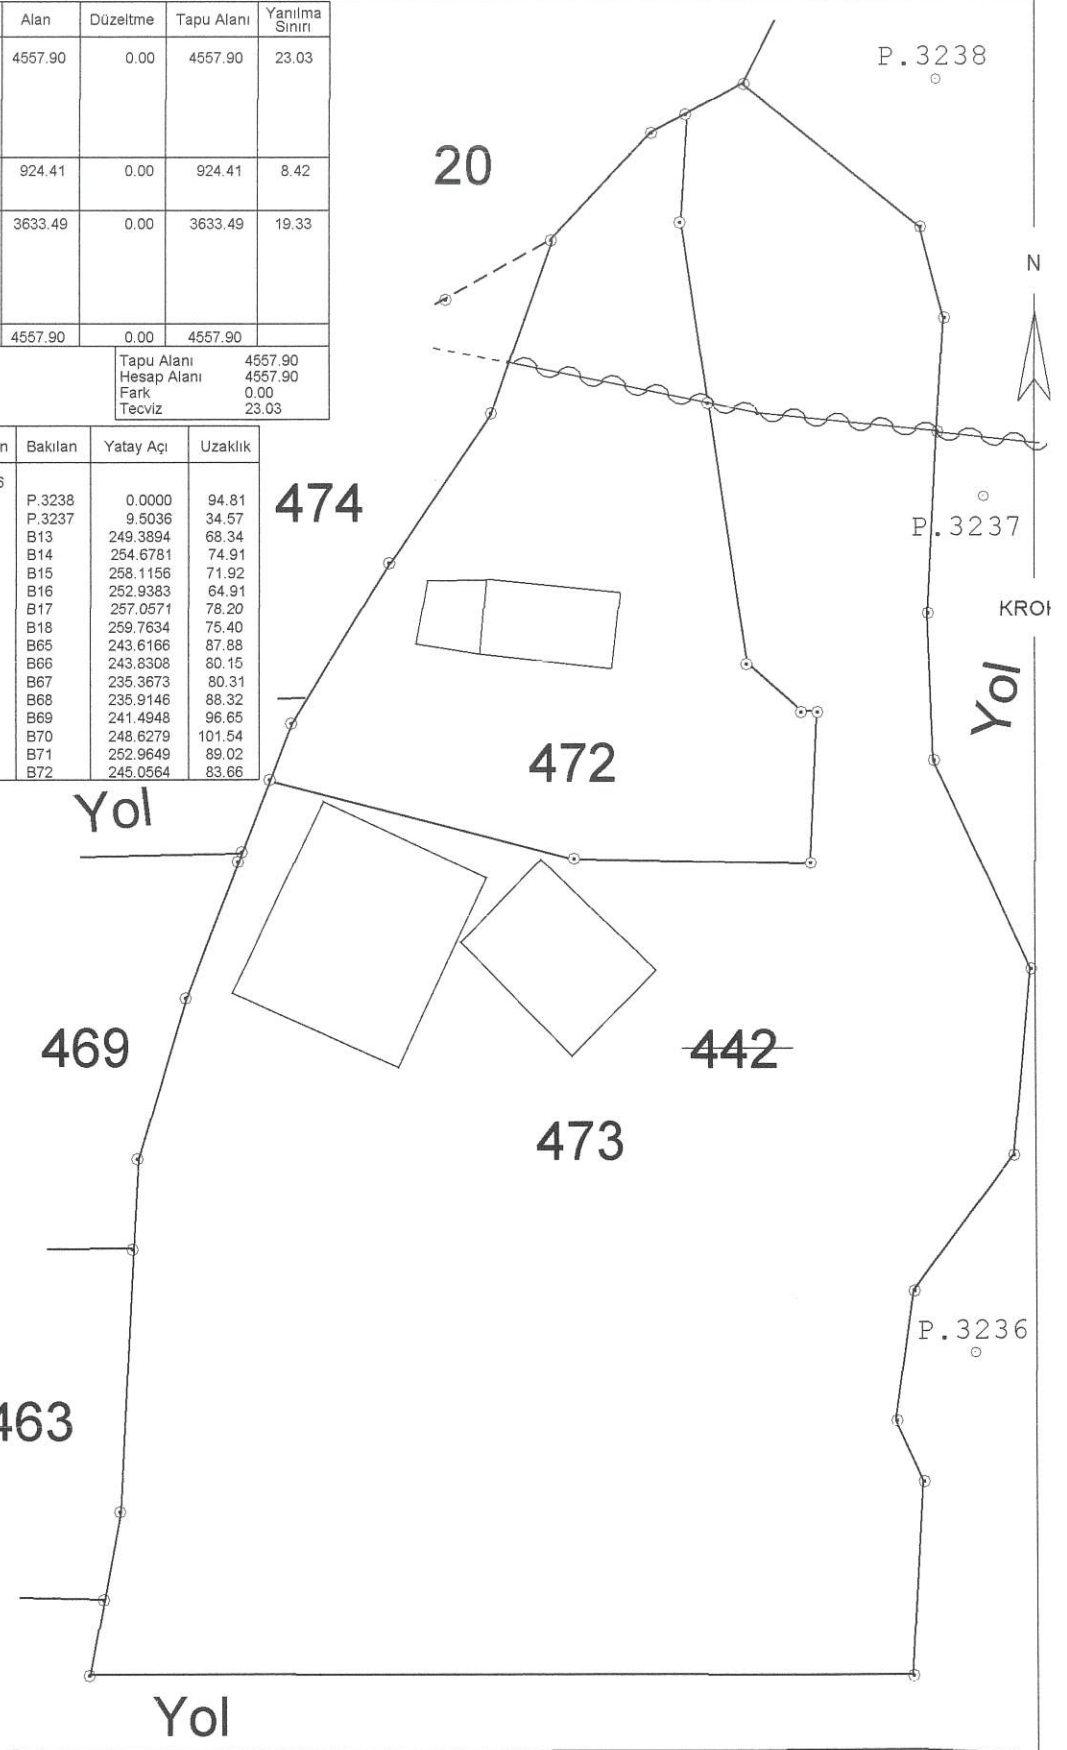 Alan Düzeltme Tapu Alanı Yanılma Sınırı
4557.90 0.00 4557.90 23.03
924.41 0.00 924.41 8.42
3633.49 0.00 3633.49 19.33
4557.90 0.00 4557.90
Tapu Alanı 4557.90
Hesap Alanı 4557.90
Fark 0.00
Tecviz 23.03
Bakılan Yatay Açı Uzaklık
P.3238 0.0000 94.81
P.3237 9.5036 34.57
B13 249.3894 68.34
B14 254.6781 74.91
B15 258.1156 71.92
B16 252.9383 64.91
B17 257.0571 78.20
B18 259.7634 75.40
B65 243.6166 87.88
B66 243.8308 80.15
B67 235.3673 80.31
B68 235.9146 88.32
B69 241.4948 96.65
B70 248.6279 101.54
B71 252.9649 89.02
B72 245.0564 83.66
P.3238
20
N
474
P.3237
KROK
Yol
472
Yol
469
442
473
P.3236
463
Yol